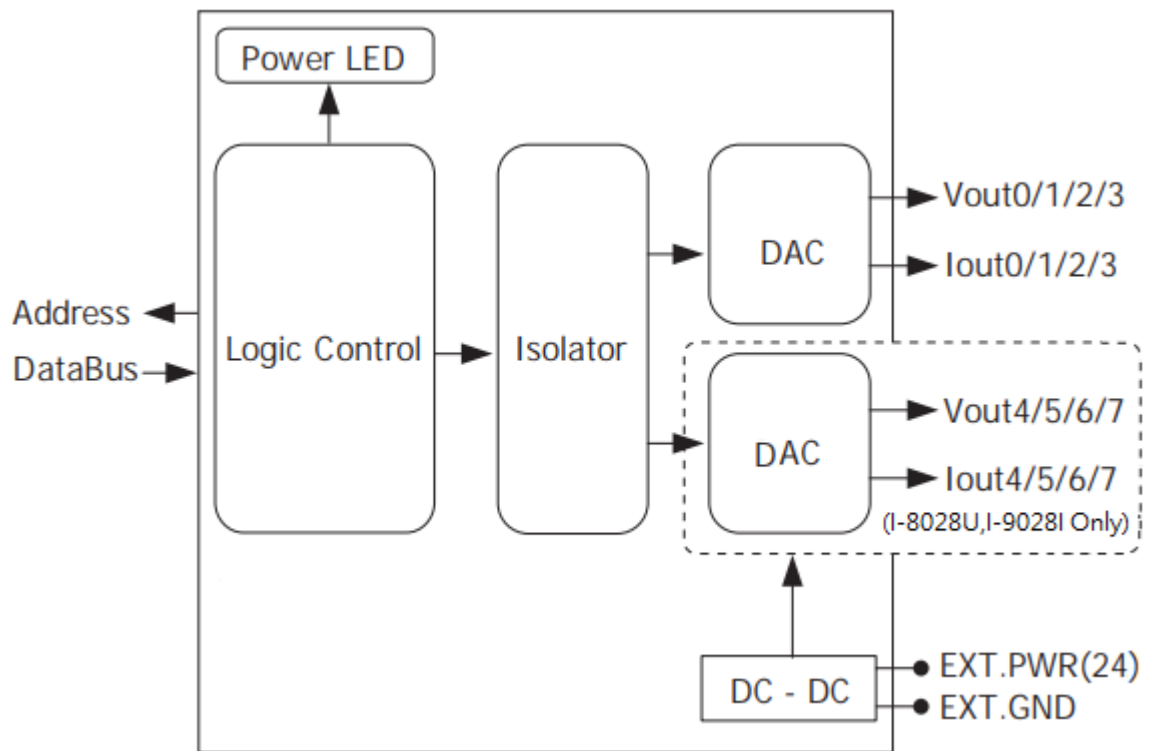 Power LED
Address
DataBus
Logic Control
Isolator
DAC
Vout0/1/2/3
Iout0/1/2/3
DAC
Vout4/5/6/7
Iout4/5/6/7
(I-8028U,I-9028I Only)
DC - DC
EXT.PWR(24)
EXT.GND